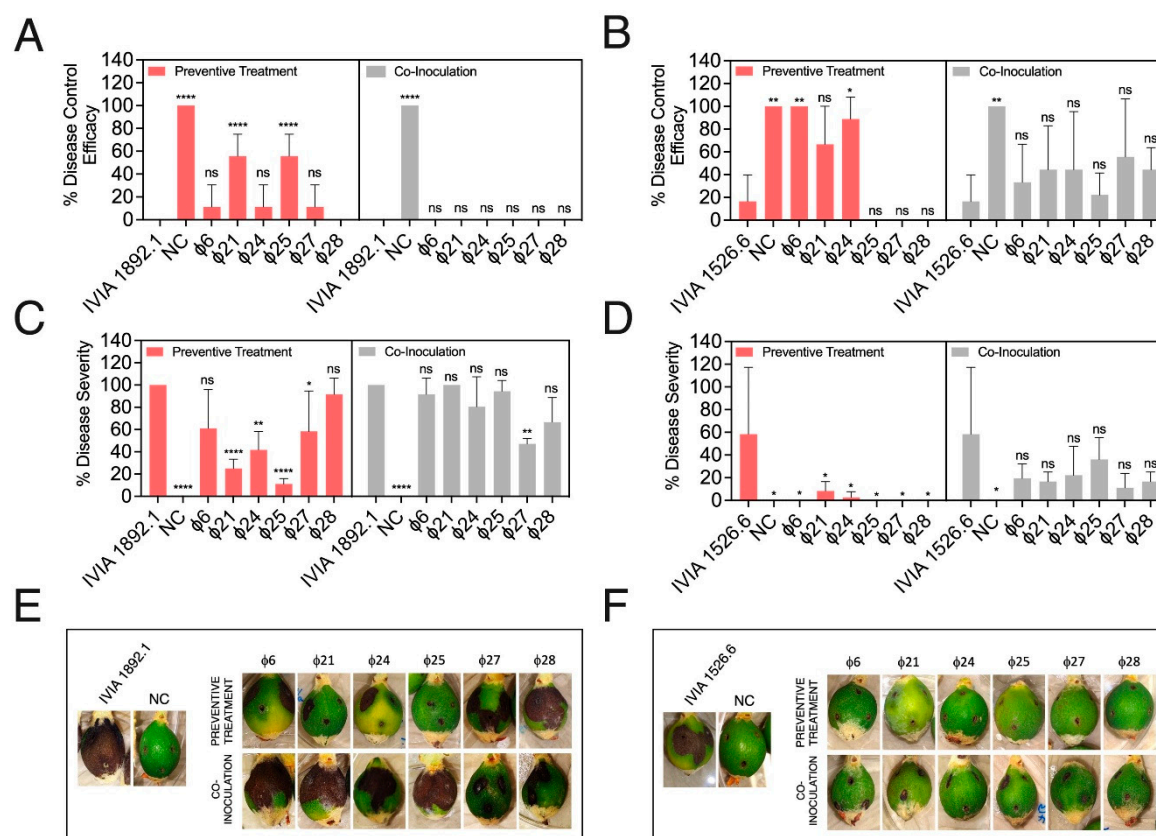 A
B
% Disease Control
Efficacy
140
120
100
80
60
40
20
0
Preventive Treatment
Co-Inoculation
**** ns **** ns **** ns
**** ns ns ns ns ns ns
IVIA 1892.1 NC ϕ6 ϕ21 ϕ24 ϕ25 ϕ27 ϕ28
IVIA 1892.1 NC ϕ6 ϕ21 ϕ24 ϕ25 ϕ27 ϕ28
% Disease Control
Efficacy
140
120
100
80
60
40
20
0
Preventive Treatment
Co-Inoculation
** ** ns * ns ns ns
** ns ns ns ns ns ns
IVIA 1526.6 NC ϕ6 ϕ21 ϕ24 ϕ25 ϕ27 ϕ28
IVIA 1526.6 NC ϕ6 ϕ21 ϕ24 ϕ25 ϕ27 ϕ28
C
D
% Disease Severity
140
120
100
80
60
40
20
0
Preventive Treatment
Co-Inoculation
**** ns **** ** **** * ns
**** ns ns ns ns ** ns
IVIA 1892.1 NC ϕ6 ϕ21 ϕ24 ϕ25 ϕ27 ϕ28
IVIA 1892.1 NC ϕ6 ϕ21 ϕ24 ϕ25 ϕ27 ϕ28
% Disease Severity
140
120
100
80
60
40
20
0
Preventive Treatment
Co-Inoculation
* * * * * * *
* ns ns ns ns ns ns
IVIA 1526.6 NC ϕ6 ϕ21 ϕ24 ϕ25 ϕ27 ϕ28
IVIA 1526.6 NC ϕ6 ϕ21 ϕ24 ϕ25 ϕ27 ϕ28
E
F
IVIA 1892.1
NC
ϕ6 ϕ21 ϕ24 ϕ25 ϕ27 ϕ28
PREVENTIVE
TREATMENT
CO-
INOCULATION
IVIA 1526.6
NC
ϕ6 ϕ21 ϕ24 ϕ25 ϕ27 ϕ28
PREVENTIVE
TREATMENT
CO-
INOCULATION